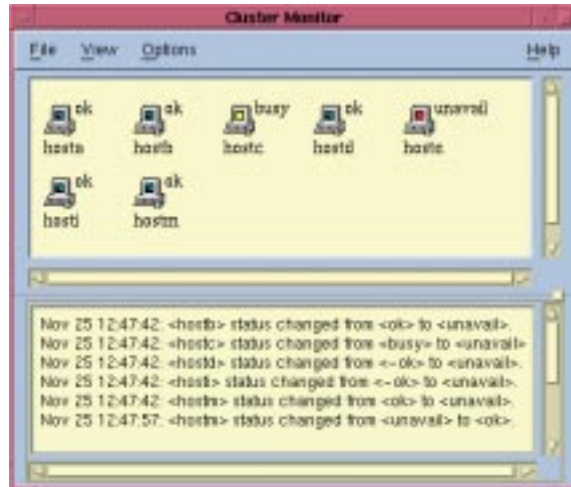 Cluster Monitor
File View Options Help
ok ok busy ok unavail
hosta hostb hostc hostd hoste
ok ok
hosti hostm
Nov 25 12:47:42: <hostb> status changed from <ok> to <unavail>.
Nov 25 12:47:42: <hostc> status changed from <busy> to <unavail>
Nov 25 12:47:42: <hostd> status changed from <-ok> to <unavail>.
Nov 25 12:47:42: <hosti> status changed from <-ok> to <unavail>.
Nov 25 12:47:42: <hostm> status changed from <ok> to <unavail>.
Nov 25 12:47:57: <hostm> status changed from <unavail> to <ok>.